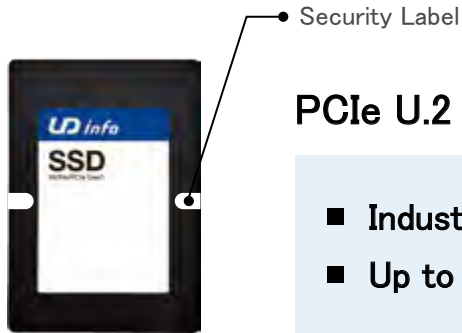 Security Label
UD info
SSD
PCIe U.2
■ Indust
■ Up to